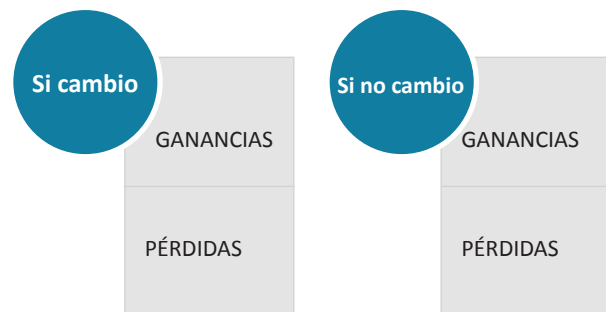 Si cambio
GANANCIAS
PÉRDIDAS
Si no cambio
GANANCIAS
PÉRDIDAS